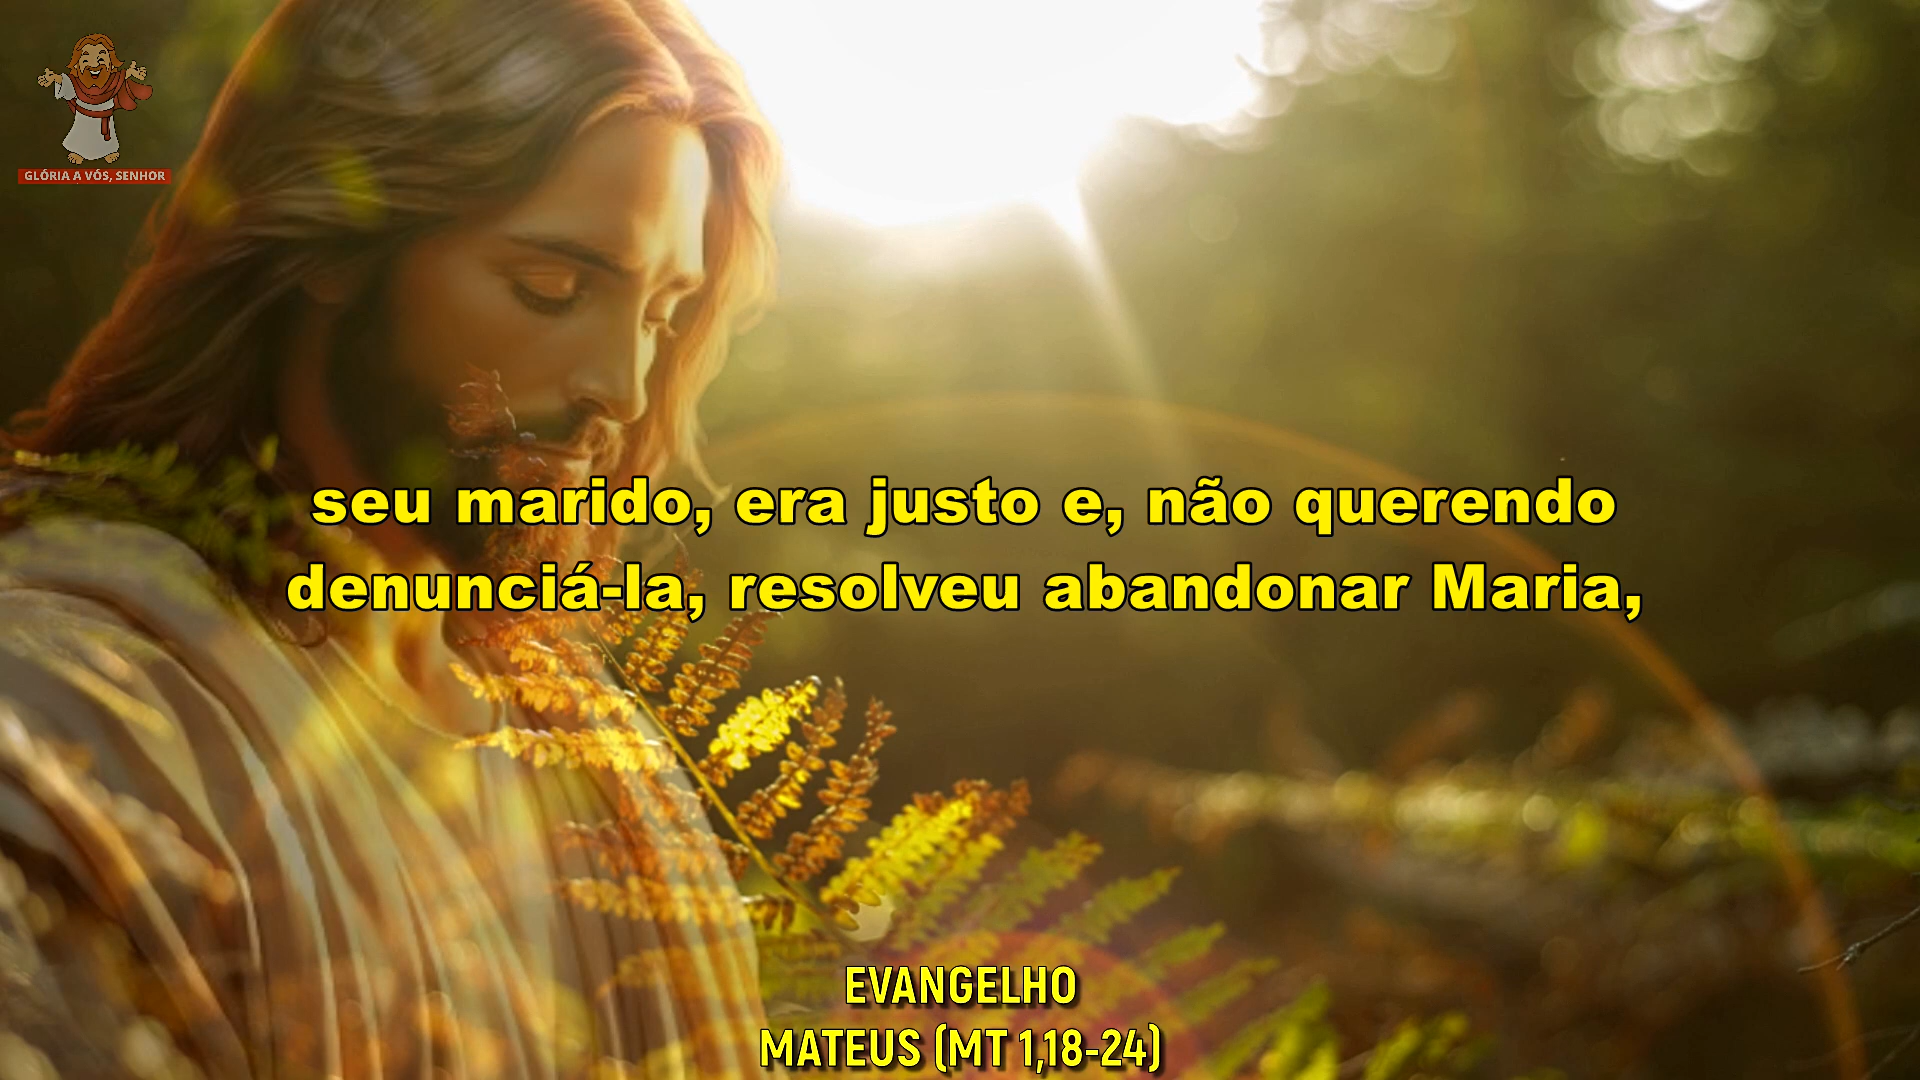 GLÓRIA A VÓS, SENHOR
seu marido, era justo e, não querendo
denunciá-la, resolveu abandonar Maria,
EVANGELHO
MATEUS (MT 1,18-24)